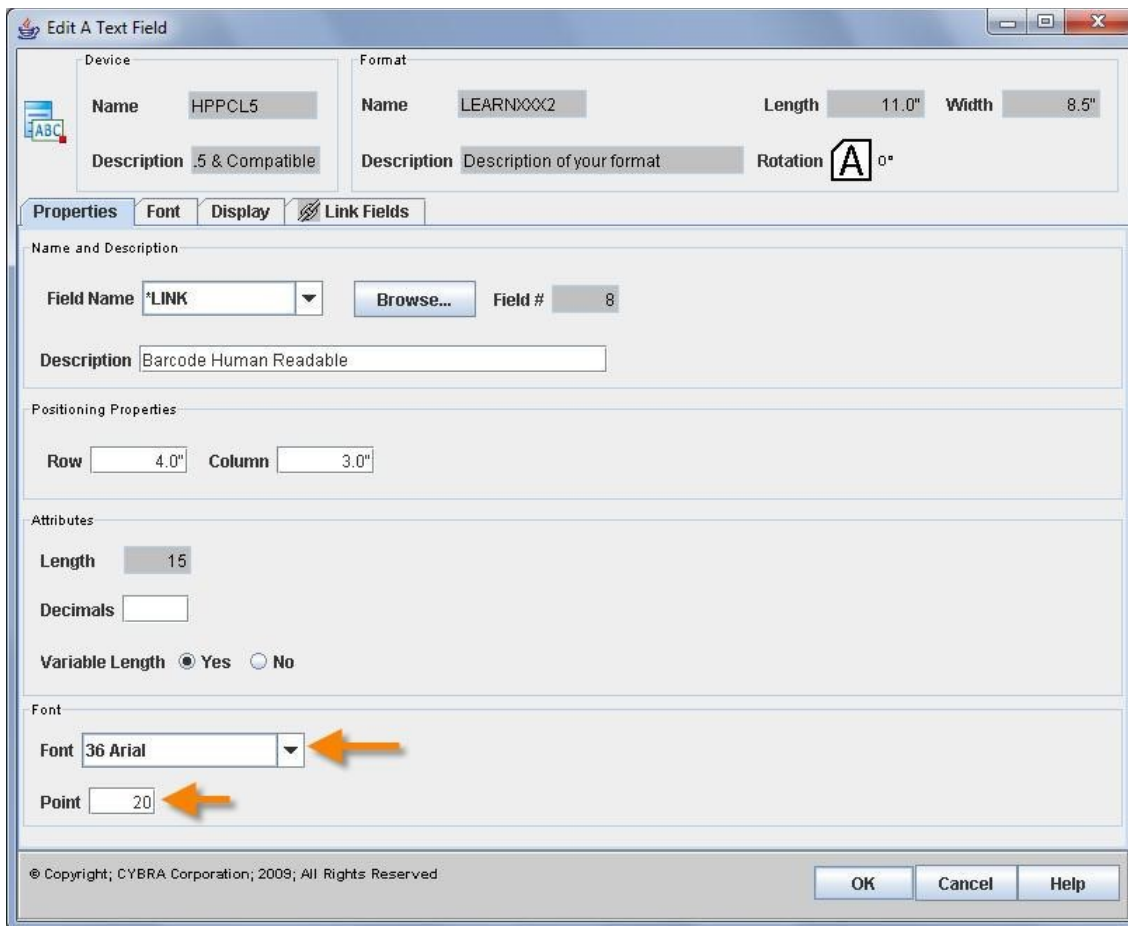 Edit A Text Field
Device
Format
Name HPPCL5
Name LEARNXXX2 Length 11.0" Width 8.5"
ABC
Description .5 & Compatible
Description Description of your format Rotation A 0°
Properties Font Display Link Fields
Name and Description
Field Name *LINK Browse... Field # 8
Description Barcode Human Readable
Positioning Properties
Row 4.0" Column 3.0"
Attributes
Length 15
Decimals
Variable Length Yes No
Font
Font 36 Arial
Point 20
© Copyright; CYBRA Corporation; 2009; All Rights Reserved
OK Cancel Help